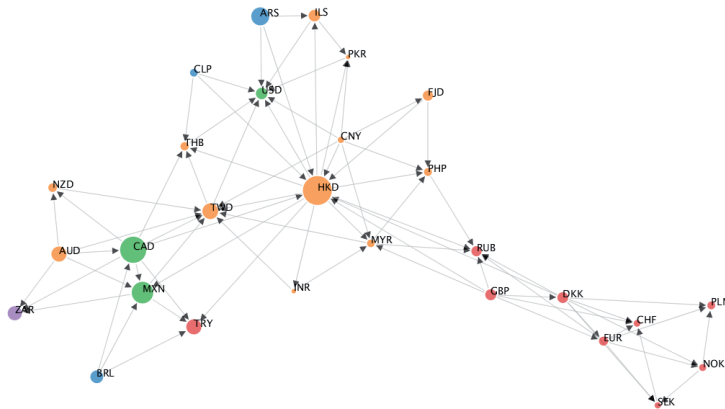 ARS
ILS
PKR
CLP
USD
FJD
CNY
THB
PHP
NZD
HKD
TWD
AUD
CAD
MYR
RUB
MXN
INR
GBP
DKK
ZAR
TRY
PLN
CHF
EUR
NOK
BRL
SEK